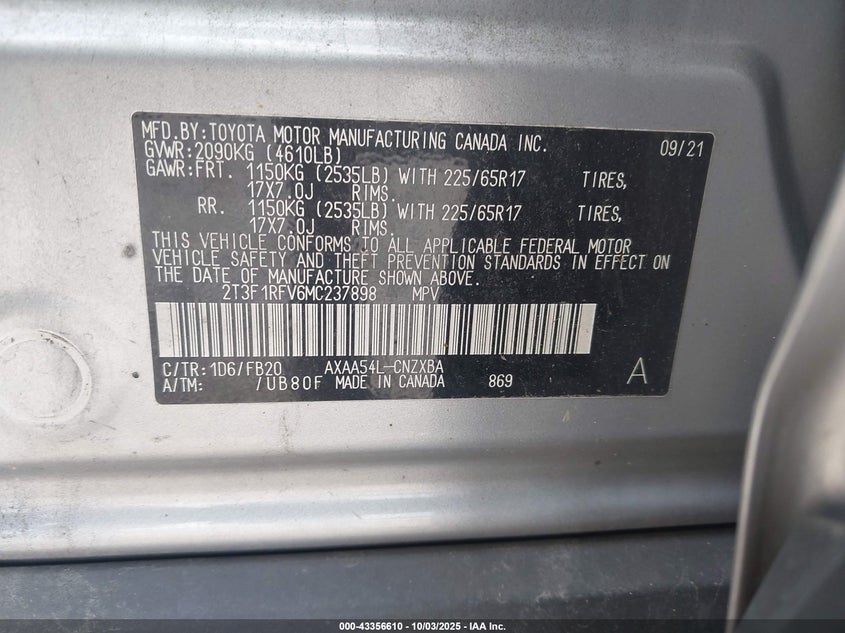 MFD.BY:TOYOTA MOTOR MANUFACTURING CANADA INC. 09/21
GVWR:2090KG (4610LB)
GAWR:FRT. 1150KG (2535LB) WITH 225/65R17 TIRES,
17X7.0J RIMS.
RR. 1150KG (2535LB) WITH 225/65R17 TIRES,
17X7.0J RIMS.
THIS VEHICLE CONFORMS TO ALL APPLICABLE FEDERAL MOTOR
VEHICLE SAFETY AND THEFT PREVENTION STANDARDS IN EFFECT ON
THE DATE OF MANUFACTURE SHOWN ABOVE.
2T3F1RFV6MC237898 MPV
C/TR:1D6/FB20 AXAA54L-CNZXBA
A/TM: /UB80F MADE IN CANADA 869 A
000-43356610 - 10/03/2025 - IAA Inc.